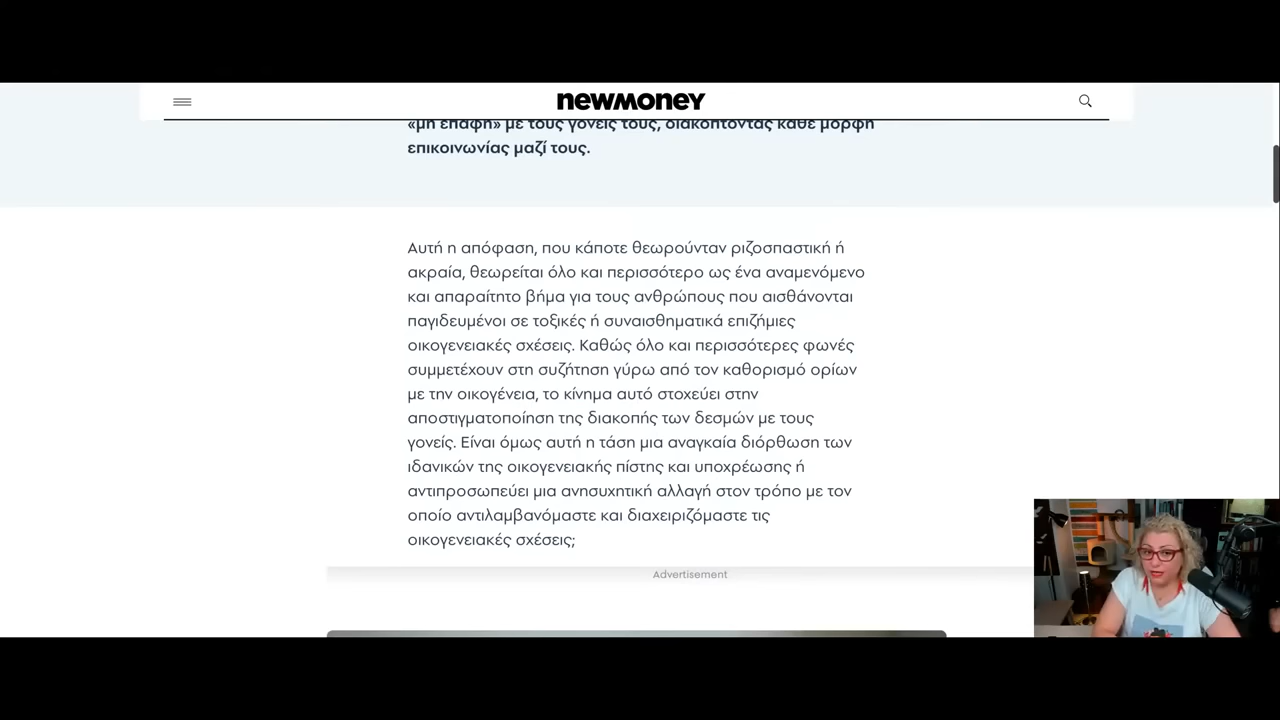 newmoney
«μη επαφή» με τους γονείς τους, διακόπτοντας κάθε μορφή
επικοινωνίας μαζί τους.
Αυτή η απόφαση, που κάποτε θεωρούνταν ριζοσπαστική ή
ακραία, θεωρείται όλο και περισσότερο ως ένα αναμενόμενο
και απαραίτητο βήμα για τους ανθρώπους που αισθάνονται
παγιδευμένοι σε τοξικές ή συναισθηματικά επιζήμιες
οικογενειακές σχέσεις. Καθώς όλο και περισσότερες φωνές
συμμετέχουν στη συζήτηση γύρω από τον καθορισμό ορίων
με την οικογένεια, το κίνημα αυτό στοχεύει στην
αποστιγματοποίηση της διακοπής των δεσμών με τους
γονείς. Είναι όμως αυτή η τάση μια αναγκαία διόρθωση των
ιδανικών της οικογενειακής πίστης και υποχρέωσης ή
αντιπροσωπεύει μια ανησυχητική αλλαγή στον τρόπο με τον
οποίο αντιλαμβανόμαστε και διαχειριζόμαστε τις
οικογενειακές σχέσεις;
Advertisement